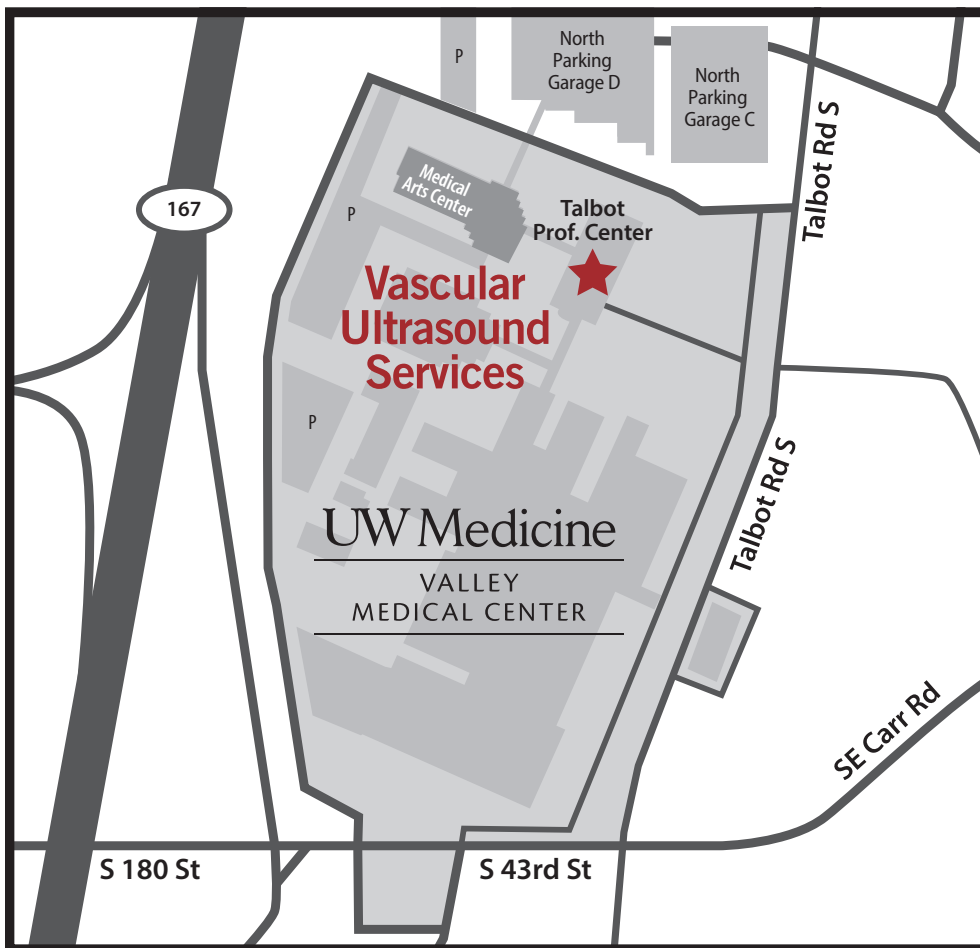 P
North
Parking
Garage D
North
Parking
Garage C
Talbot Rd S
Medical
Arts Center
167
P
Talbot
Prof. Center
Vascular
Ultrasound
Services
P
Talbot Rd S
UW Medicine
VALLEY
MEDICAL CENTER
SE Carr Rd
S 180 St
S 43rd St